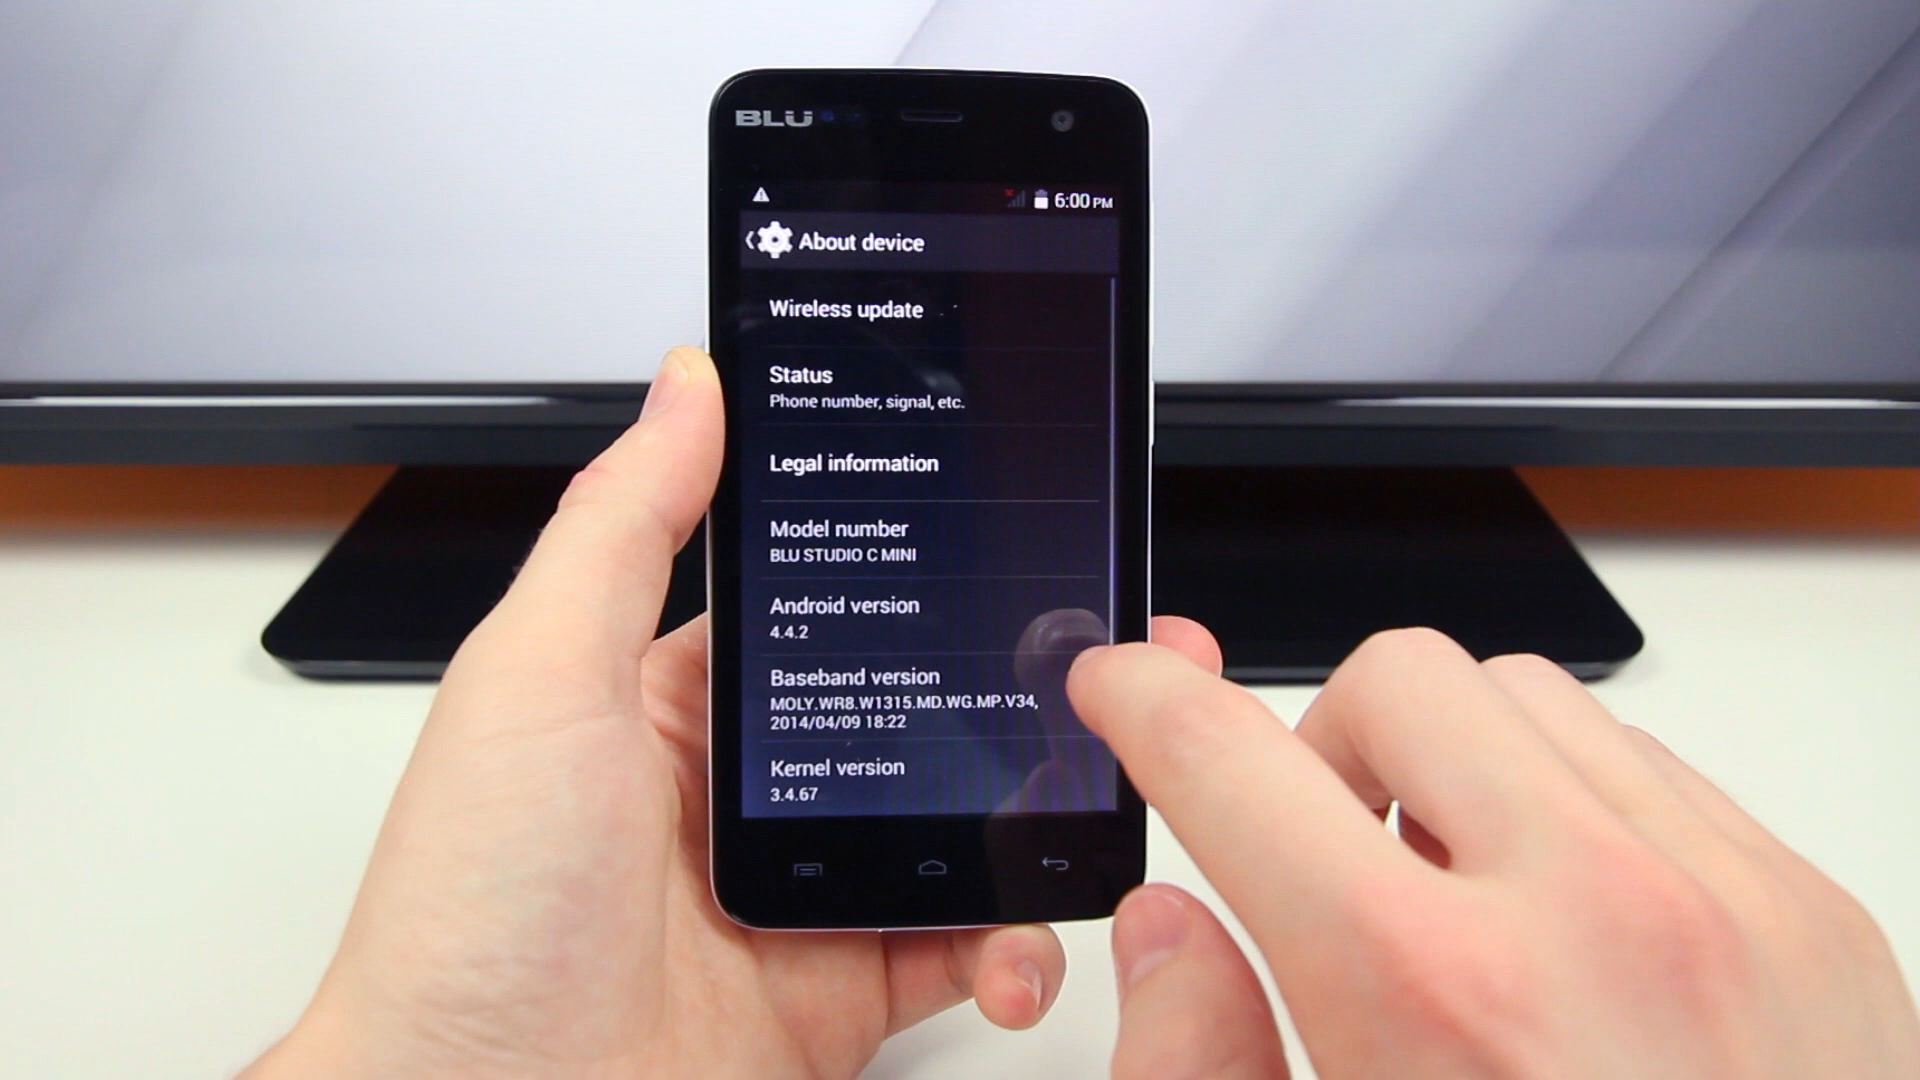 BLU
6:00 PM
About device
Wireless update
Status
Phone number, signal, etc.
Legal information
Model number
BLU STUDIO C MINI
Android version
4.4.2
Baseband version
MOLY.WR8.W1315.MD.WG.MP.V34,
2014/04/09 18:22
Kernel version
3.4.67